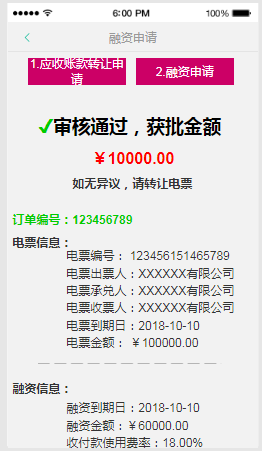 6:00 PM
100%
融资申请
1.应收账款转让申
请
2.融资申请
✔审核通过，获批金额
￥10000.00
如无异议，请转让电票
订单编号：123456789
电票信息：
电票编号： 123456151465789
电票出票人：XXXXXX有限公司
电票承兑人：XXXXXX有限公司
电票收票人：XXXXXX有限公司
电票到期日：2018-10-10
电票金额： ￥100000.00
融资信息：
融资到期日：2018-10-10
融资金额：￥60000.00
收付款使用费率：18.00%